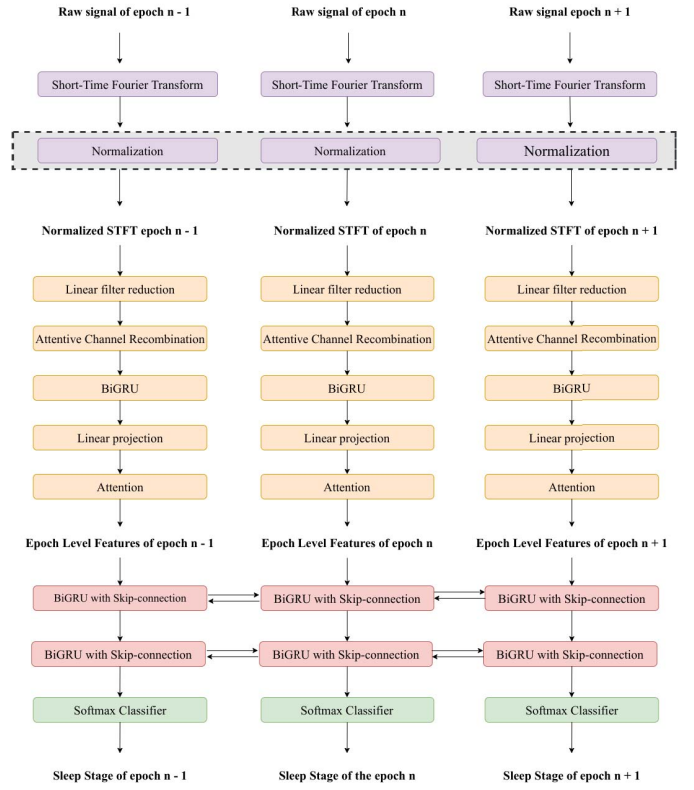 Raw signal of epoch n - 1
Raw signal of epoch n
Raw signal of epoch n + 1
Short-Time Fourier Transform
Short-Time Fourier Transform
Short-Time Fourier Transform
Normalization
Normalization
Normalization
Normalized STFT epoch n - 1
Normalized STFT of epoch n
Normalized STFT of epoch n + 1
Linear filter reduction
Linear filter reduction
Linear filter reduction
Attentive Channel Recombination
Attentive Channel Recombination
Attentive Channel Recombination
BiGRU
BiGRU
BiGRU
Linear projection
Linear projection
Linear projection
Attention
Attention
Attention
Epoch Level Features of epoch n - 1
Epoch Level Features of epoch n
Epoch Level Features of epoch n + 1
BiGRU with Skip-connection
BiGRU with Skip-connection
BiGRU with Skip-connection
BiGRU with Skip-connection
BiGRU with Skip-connection
BiGRU with Skip-connection
Softmax Classifier
Softmax Classifier
Softmax Classifier
Sleep Stage of epoch n - 1
Sleep Stage of the epoch n
Sleep Stage of epoch n + 1